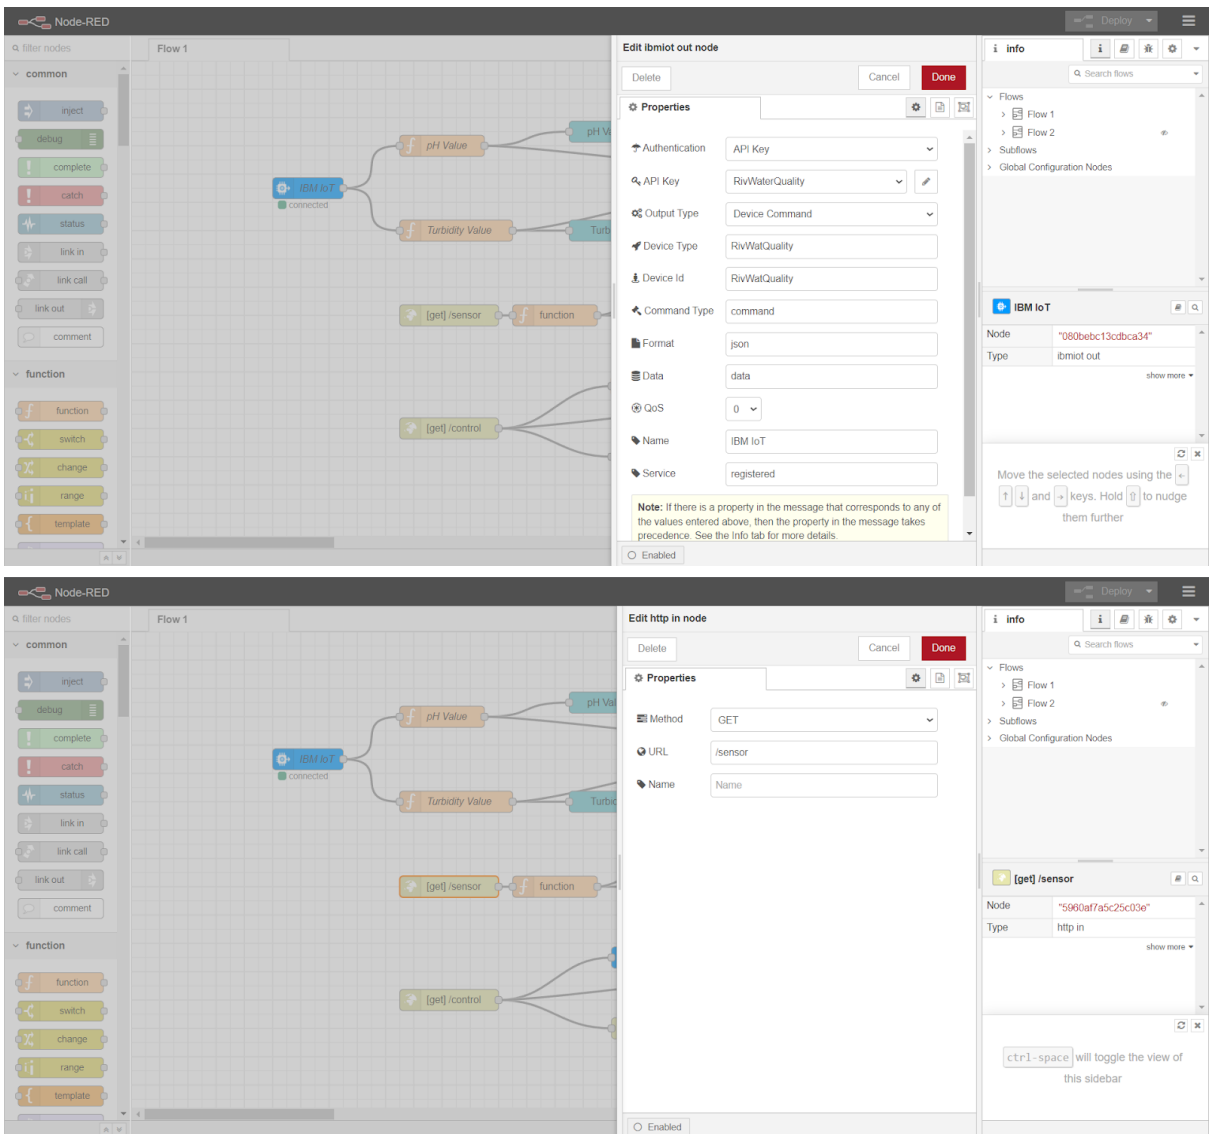 Node-RED
Deploy
filter nodes
Flow 1
common
inject
debug
complete
catch
status
link in
link call
link out
comment
function
function
switch
change
range
template
IBM IoT
connected
pH Value
Turbidity Value
pH Va
Turb
[get] /sensor
function
[get] /control
Edit ibmiot out node
Delete
Cancel
Done
Properties
Authentication
API Key
API Key
RivWaterQuality
Output Type
Device Command
Device Type
RivWatQuality
Device Id
RivWatQuality
Command Type
command
Format
json
Data
data
QoS
0
Name
IBM IoT
Service
registered
Note: If there is a property in the message that corresponds to any of
the values entered above, then the property in the message takes
precedence. See the Info tab for more details.
Enabled
info
Search flows
Flows
Flow 1
Flow 2
Subflows
Global Configuration Nodes
IBM IoT
Node
"080bebc13cdbca34"
Type
ibmiot out
show more
Move the selected nodes using the ←
↑ ↓ and → keys. Hold ⇧ to nudge
them further
Node-RED
Deploy
filter nodes
Flow 1
common
inject
debug
complete
catch
status
link in
link call
link out
comment
function
function
switch
change
range
template
IBM IoT
connected
pH Value
Turbidity Value
pH Val
Turbid
[get] /sensor
function
[get] /control
Edit http in node
Delete
Cancel
Done
Properties
Method
GET
URL
/sensor
Name
Name
Enabled
info
Search flows
Flows
Flow 1
Flow 2
Subflows
Global Configuration Nodes
[get] /sensor
Node
"5960af7a5c25c03e"
Type
http in
show more
ctrl-space will toggle the view of
this sidebar